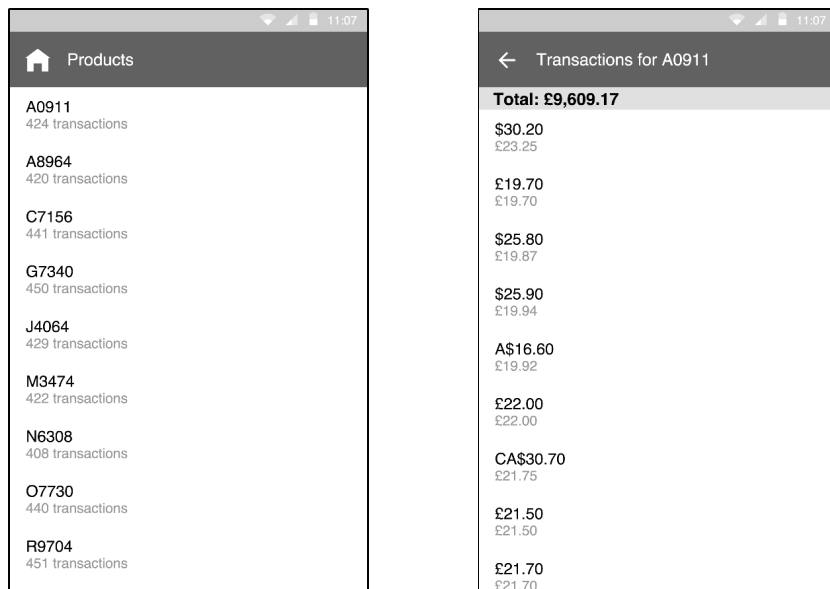 11:07
Products
A0911
424 transactions
A8964
420 transactions
C7156
441 transactions
G7340
450 transactions
J4064
429 transactions
M3474
422 transactions
N6308
408 transactions
O7730
440 transactions
R9704
451 transactions
11:07
Transactions for A0911
Total: £9,609.17
$30.20
£23.25
£19.70
£19.70
$25.80
£19.87
$25.90
£19.94
A$16.60
£19.92
£22.00
£22.00
CA$30.70
£21.75
£21.50
£21.50
£21.70
£21.70